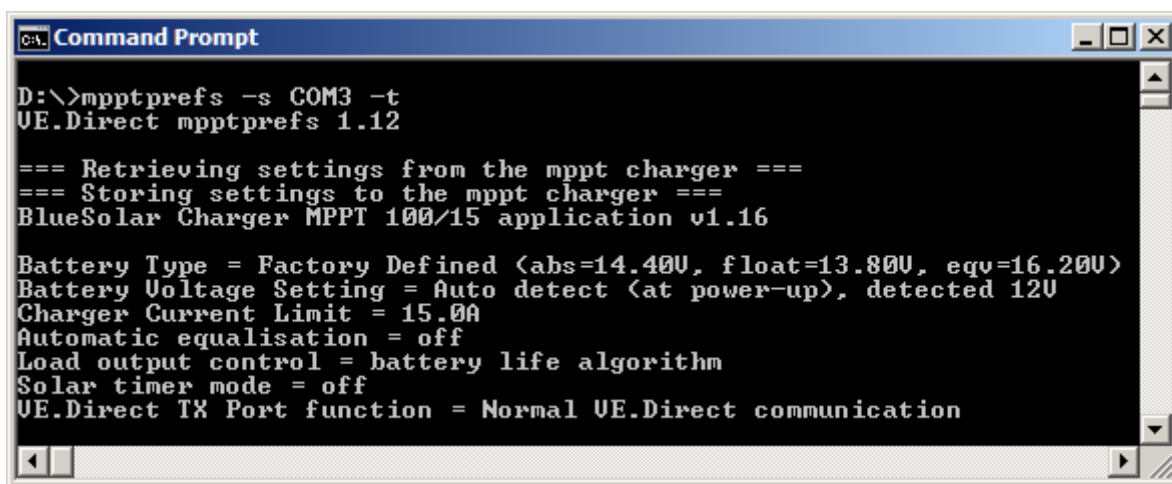 Command Prompt
D:\>mpptprefs -s COM3 -t
VE.Direct mpptprefs 1.12
=== Retrieving settings from the mppt charger ===
=== Storing settings to the mppt charger ===
BlueSolar Charger MPPT 100/15 application v1.16
Battery Type = Factory Defined (abs=14.40V, float=13.80V, eqv=16.20V)
Battery Voltage Setting = Auto detect (at power-up), detected 12V
Charger Current Limit = 15.0A
Automatic equalisation = off
Load output control = battery life algorithm
Solar timer mode = off
VE.Direct TX Port function = Normal VE.Direct communication